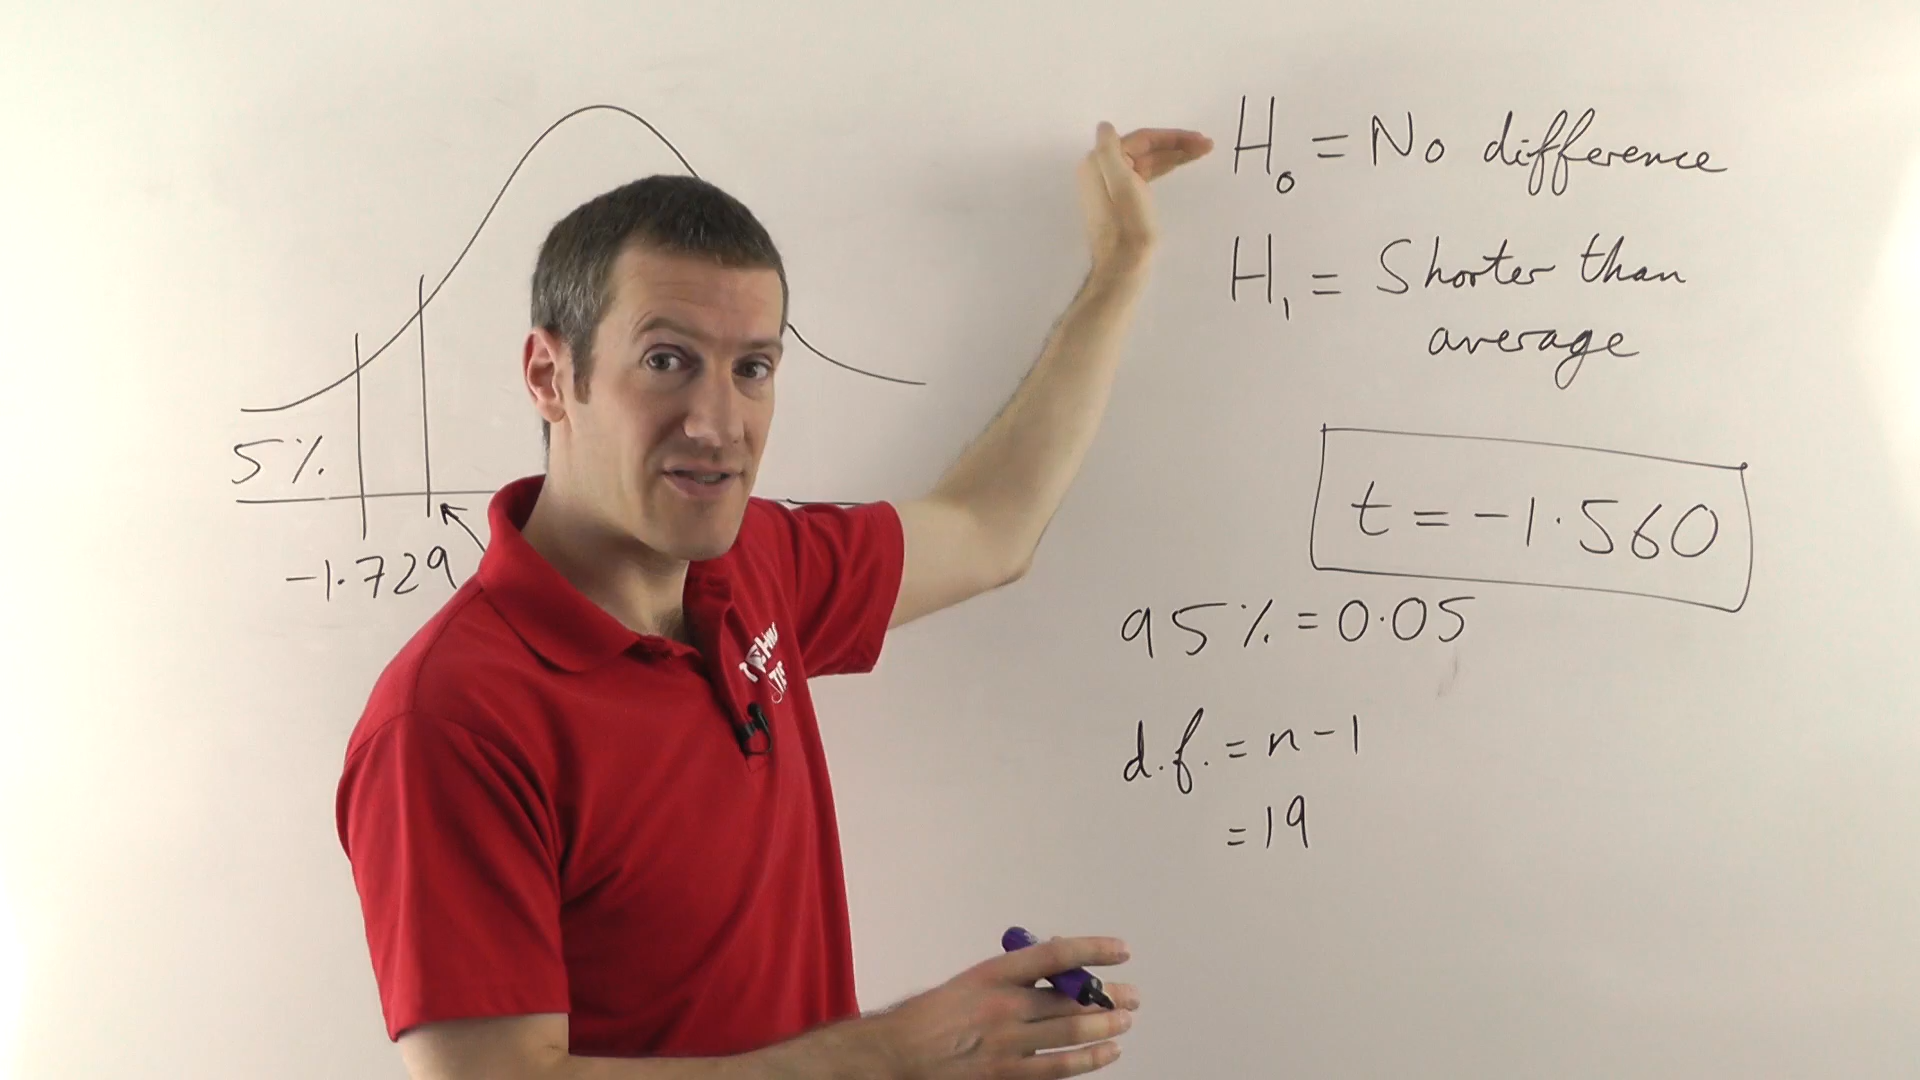 5%
-1.729
H₀ = No difference
H₁ = Shorter than
average
t = -1.560
95% = 0.05
d.f. = n-1
= 19